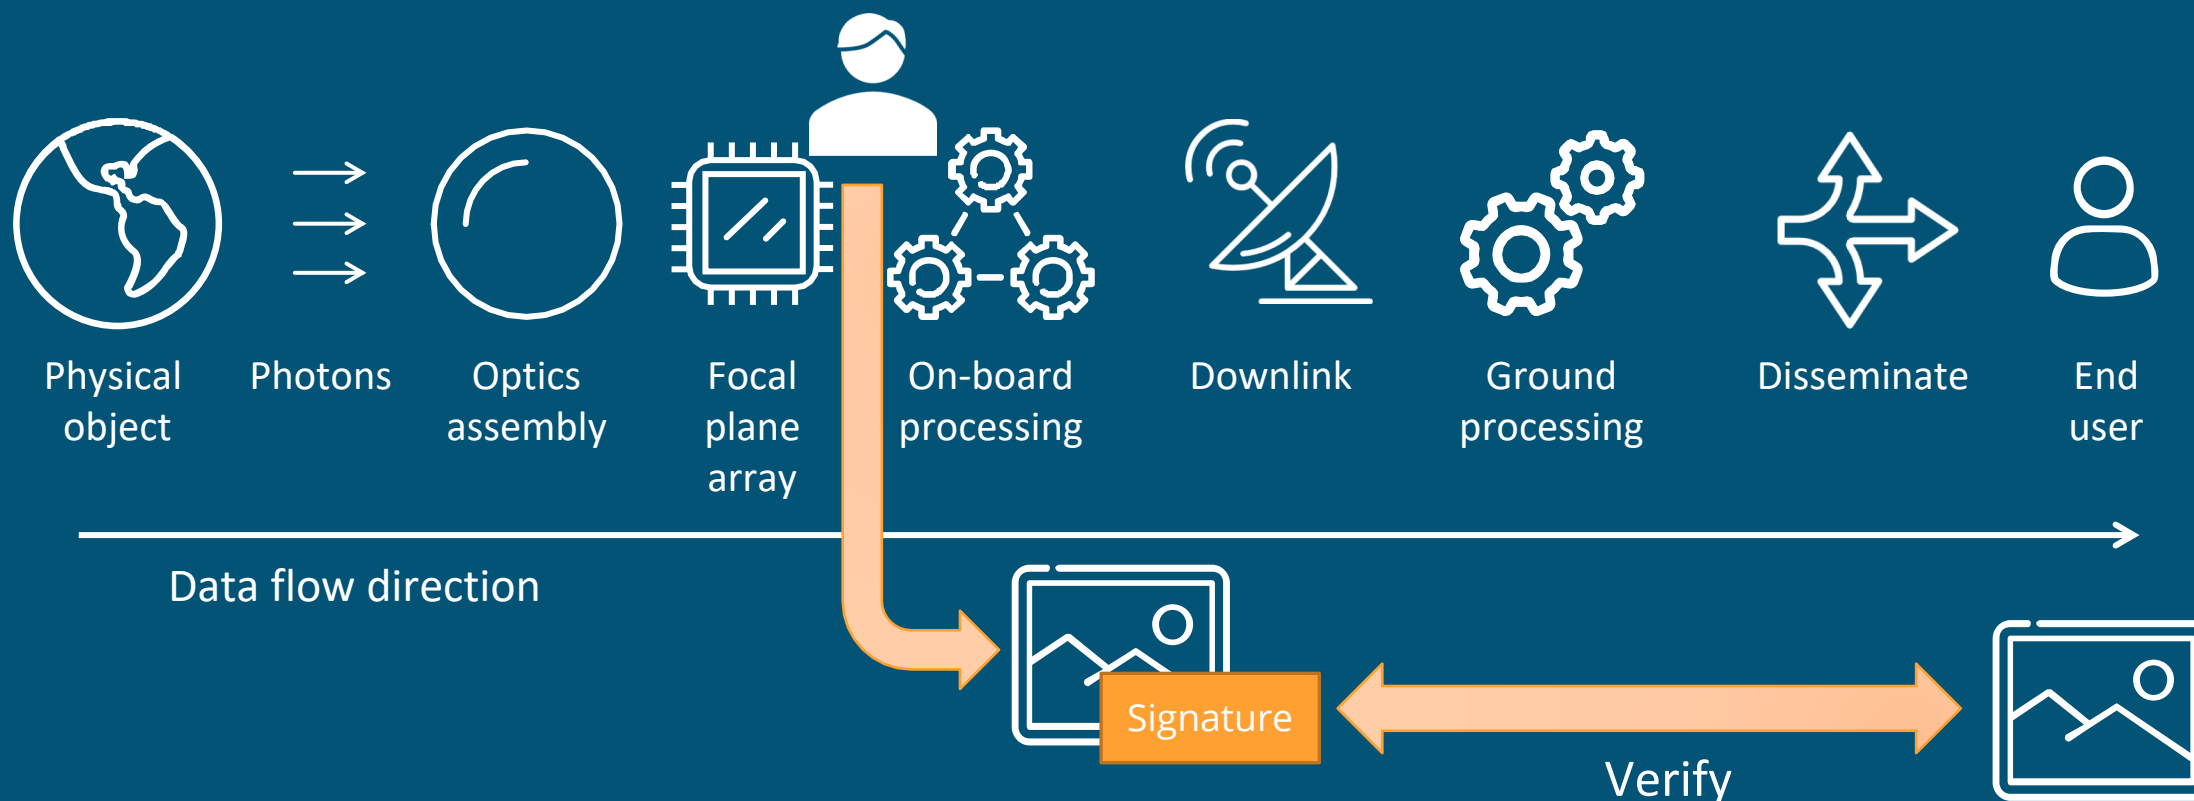 Physical
object
Photons
Optics
assembly
Focal
plane
array
On-board
processing
Downlink
Ground
processing
Disseminate
End
user
Data flow direction
Signature
Verify